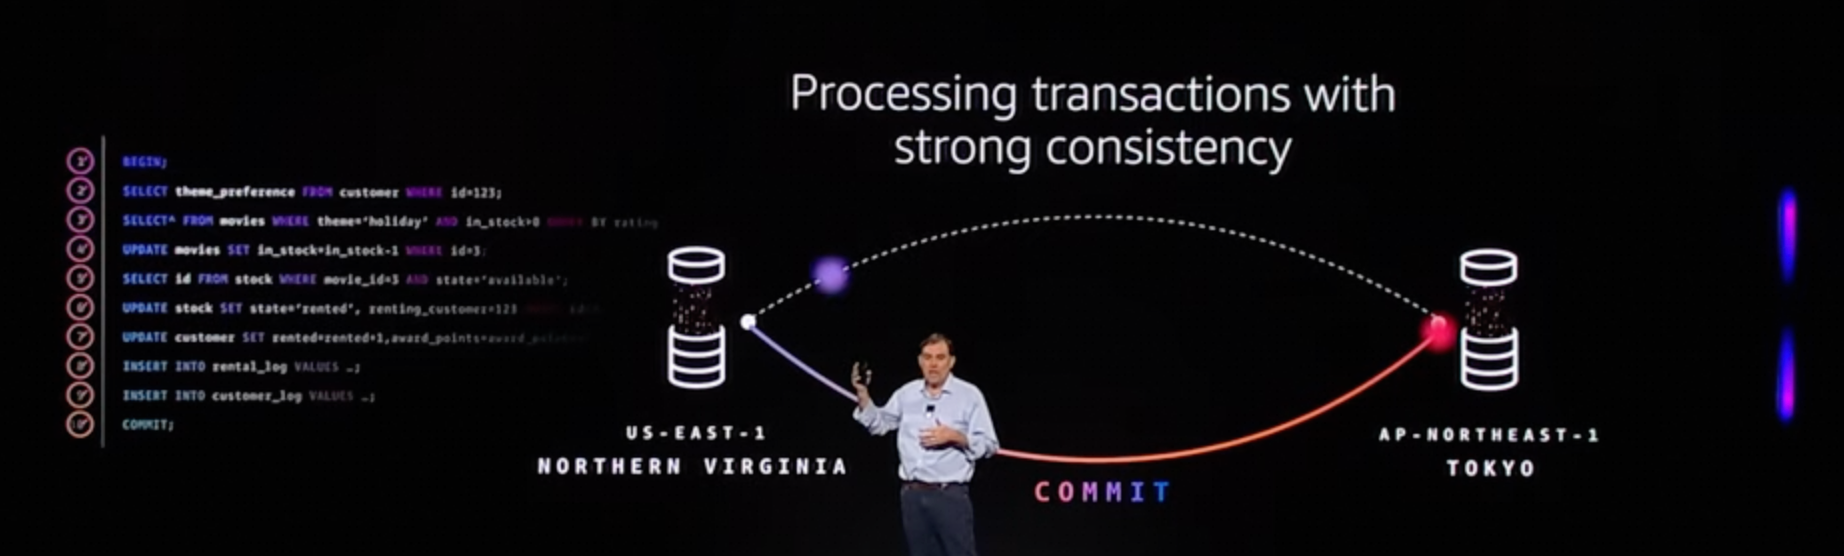 Processing transactions with
strong consistency
1
BEGIN;
2
SELECT theme_preference FROM customer WHERE id=123;
3
SELECT* FROM movies WHERE theme='holiday' AND in_stock>0 ORDER BY rating
4
UPDATE movies SET in_stock=in_stock-1 WHERE id=3;
5
SELECT id FROM stock WHERE movie_id=3 AND state='available';
6
UPDATE stock SET state='rented', renting_customer=123
7
UPDATE customer SET rented=rented+1,award_points=award_points
8
INSERT INTO rental_log VALUES …;
9
INSERT INTO customer_log VALUES …;
10
COMMIT;
US-EAST-1
NORTHERN VIRGINIA
COMMIT
AP-NORTHEAST-1
TOKYO